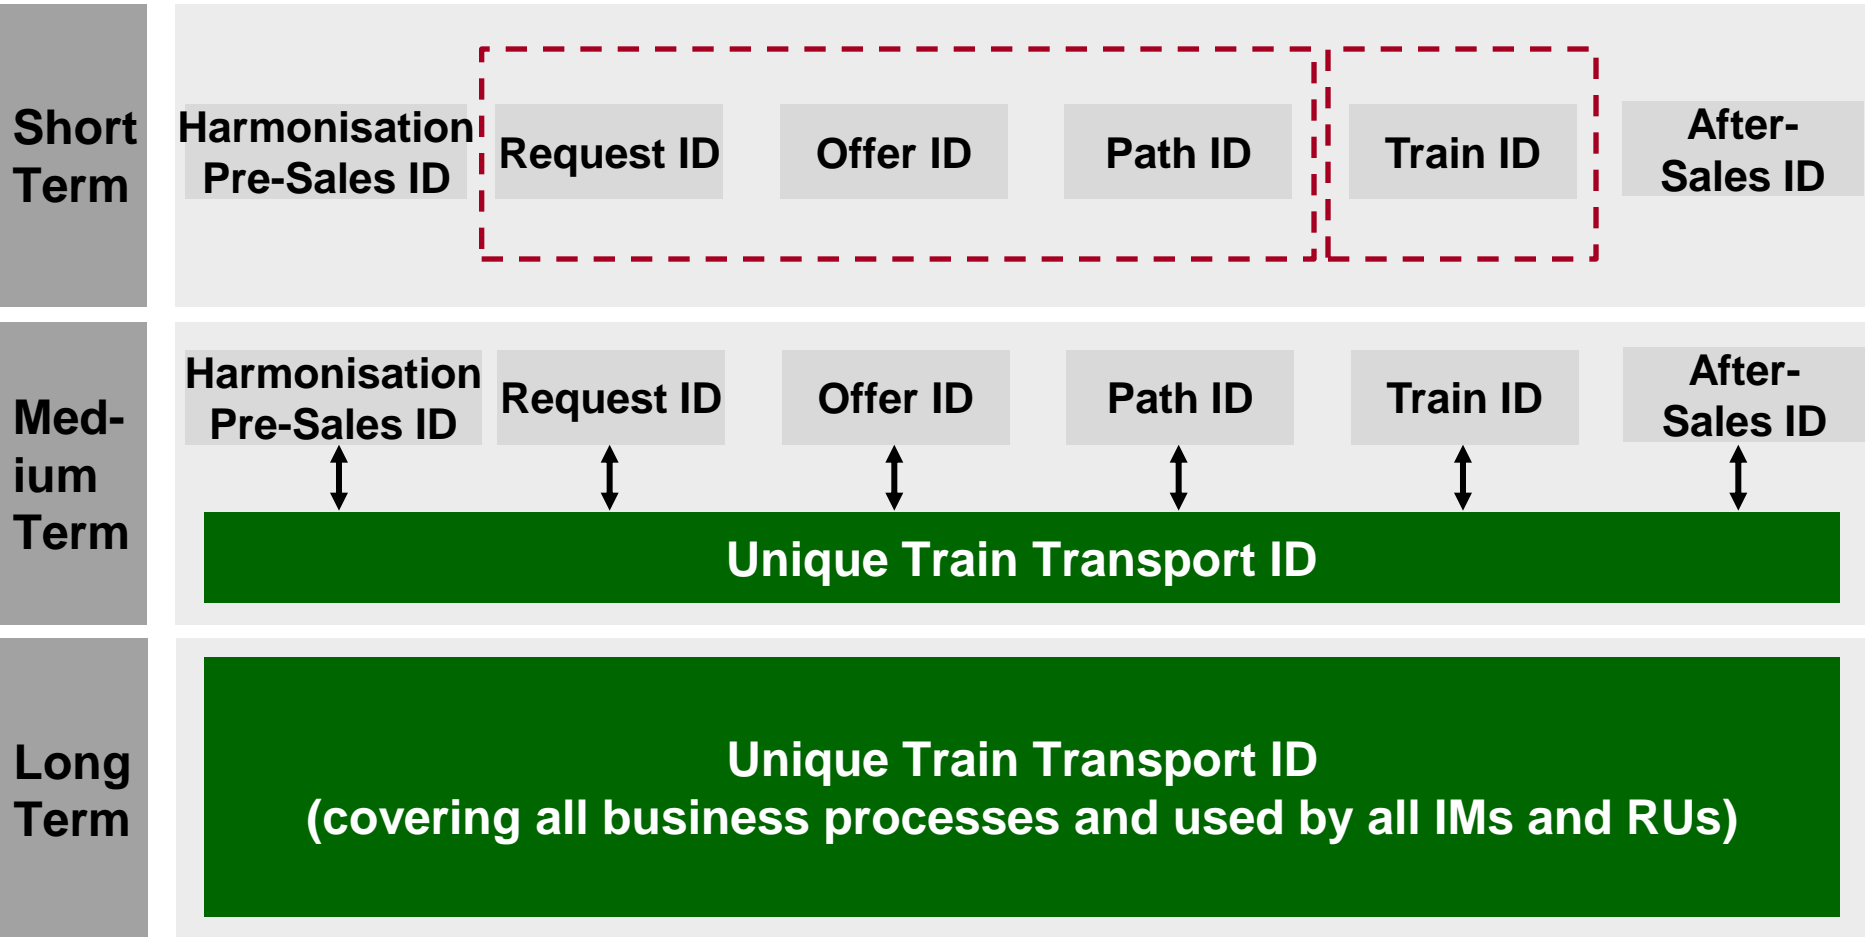 Short
Term
Harmonisation
Pre-Sales ID
Request ID
Offer ID
Path ID
Train ID
After-
Sales ID
Med-
ium
Term
Harmonisation
Pre-Sales ID
Request ID
Offer ID
Path ID
Train ID
After-
Sales ID
Unique Train Transport ID
Long
Term
Unique Train Transport ID
(covering all business processes and used by all IMs and RUs)